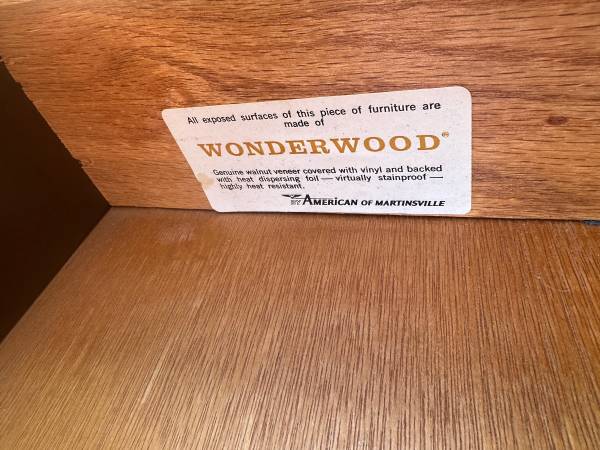 All exposed surfaces of this piece of furniture are
made of
WONDERWOOD®
Genuine walnut veneer covered with vinyl and backed
with heat dispersing foil — virtually stainproof —
highly heat resistant.
BY AMERICAN OF MARTINSVILLE